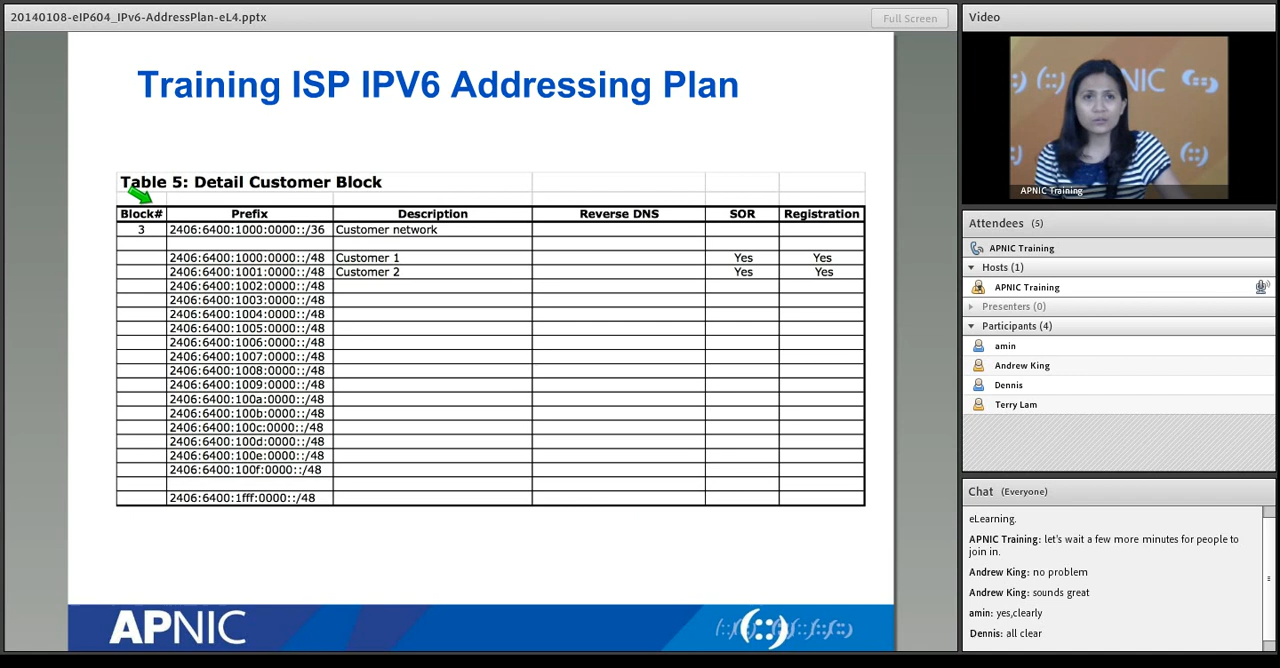 20140108-eIP604_IPv6-AddressPlan-eL4.pptx
Full Screen
Training ISP IPV6 Addressing Plan
Table 5: Detail Customer Block
Block# Prefix Description Reverse DNS SOR Registration
3 2406:6400:1000:0000::/36 Customer network
2406:6400:1000:0000::/48 Customer 1 Yes Yes
2406:6400:1001:0000::/48 Customer 2 Yes Yes
2406:6400:1002:0000::/48
2406:6400:1003:0000::/48
2406:6400:1004:0000::/48
2406:6400:1005:0000::/48
2406:6400:1006:0000::/48
2406:6400:1007:0000::/48
2406:6400:1008:0000::/48
2406:6400:1009:0000::/48
2406:6400:100a:0000::/48
2406:6400:100b:0000::/48
2406:6400:100c:0000::/48
2406:6400:100d:0000::/48
2406:6400:100e:0000::/48
2406:6400:100f:0000::/48
2406:6400:1fff:0000::/48
APNIC
(::)
Video
NIC
APNIC Training
Attendees (5)
APNIC Training
Hosts (1)
APNIC Training
Presenters (0)
Participants (4)
amin
Andrew King
Dennis
Terry Lam
Chat (Everyone)
eLearning.
APNIC Training: let's wait a few more minutes for people to
join in.
Andrew King: no problem
Andrew King: sounds great
amin: yes,clearly
Dennis: all clear